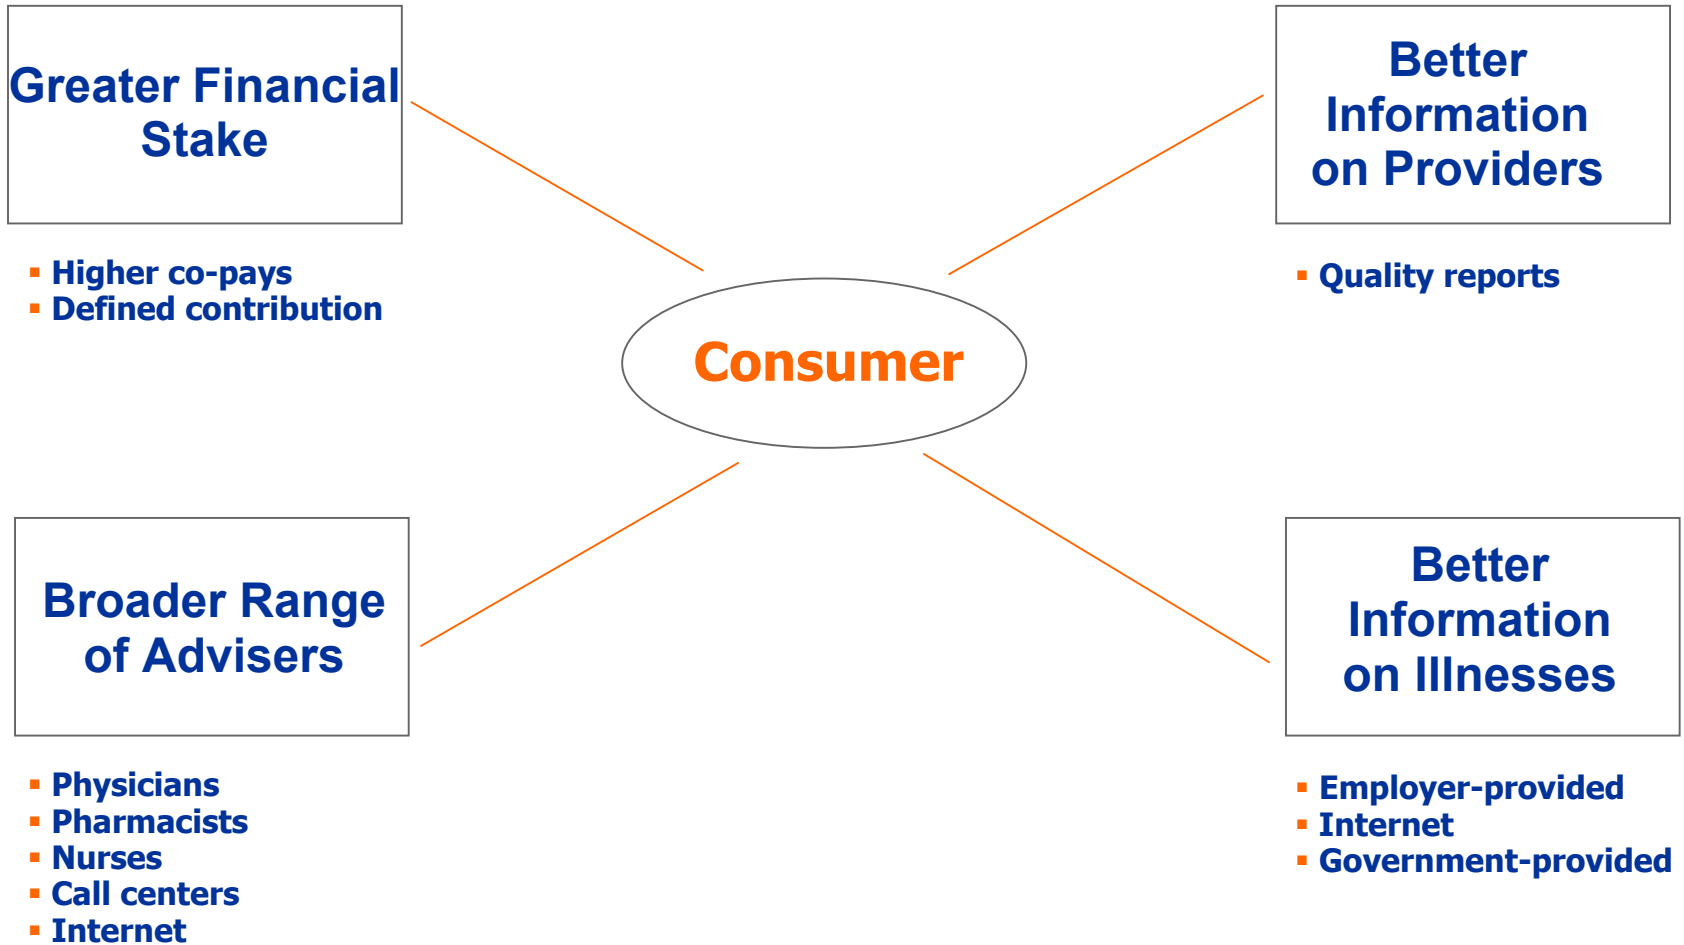 Greater Financial
Stake
▪ Higher co-pays
▪ Defined contribution
Better
Information
on Providers
▪ Quality reports
Consumer
Broader Range
of Advisers
▪ Physicians
▪ Pharmacists
▪ Nurses
▪ Call centers
▪ Internet
Better
Information
on Illnesses
▪ Employer-provided
▪ Internet
▪ Government-provided